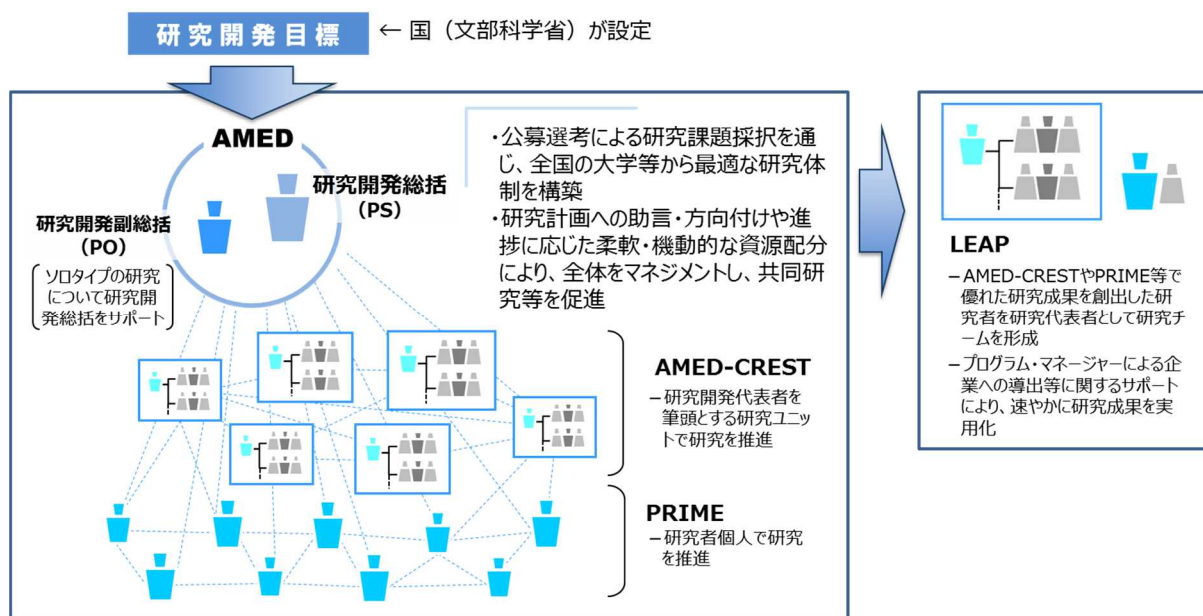 研究開発目標
← 国（文部科学省）が設定
AMED
研究開発総括
（PS）
研究開発副総括
（PO）
ソロタイプの研究
について研究開
発総括をサポート
・公募選考による研究課題採択を通
じ、全国の大学等から最適な研究体
制を構築
・研究計画への助言・方向付けや進
捗に応じた柔軟・機動的な資源配分
により、全体をマネジメントし、共同研
究等を促進
AMED-CREST
－研究開発代表者を
筆頭とする研究ユニッ
トで研究を推進
PRIME
－研究者個人で研究
を推進
LEAP
－AMED-CRESTやPRIME等で
優れた研究成果を創出した研
究者を研究代表者として研究チ
ームを形成
－プログラム・マネージャーによる企
業への導出等に関するサポート
により、速やかに研究成果を実
用化